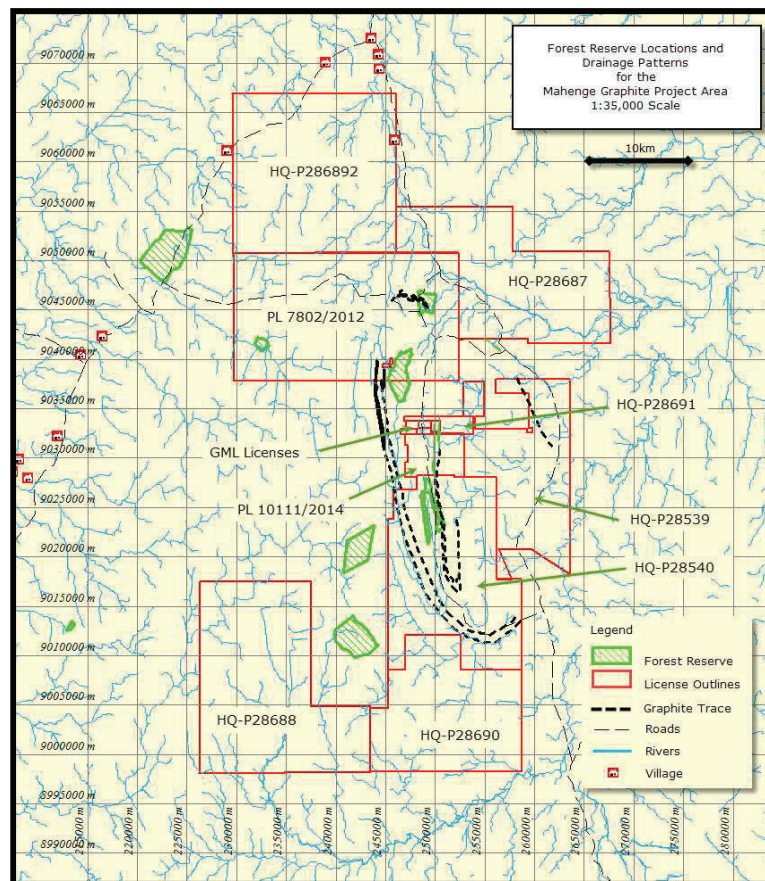 Forest Reserve Locations and
Drainage Patterns
for the
Mahenge Graphite Project Area
1:35,000 Scale
10km
9070000 m
9065000 m
9060000 m
9055000 m
9050000 m
9045000 m
9040000 m
9035000 m
9030000 m
9025000 m
9020000 m
9015000 m
9010000 m
9005000 m
9000000 m
8995000 m
8990000 m
HQ-P286892
HQ-P28687
PL 7802/2012
HQ-P28691
GML Licenses
PL 10111/2014
HQ-P28539
HQ-P28540
HQ-P28688
HQ-P28690
Legend
Forest Reserve
License Outlines
Graphite Trace
Roads
Rivers
Village
220000 m
225000 m
230000 m
235000 m
240000 m
245000 m
250000 m
255000 m
260000 m
265000 m
270000 m
275000 m
280000 m